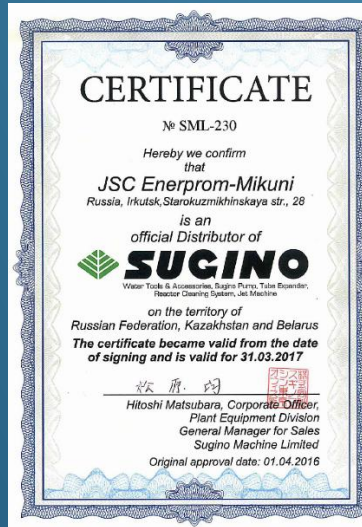 CERTIFICATE
№ SML-230
Hereby we confirm
that
JSC Enerprom-Mikuni
Russia, Irkutsk,Starokuzmikhinskaya str., 28
is an
official Distributor of
SUGINO
Water Tools & Accessories, Sugino Pump, Tube Expander,
Reactor Cleaning System, Jet Machine
on the territory of
Russian Federation, Kazakhstan and Belarus
The certificate became valid from the date
of signing and is valid for 31.03.2017
Hitoshi Matsubara, Corporate Officer,
Plant Equipment Division
General Manager for Sales
Sugino Machine Limited
Original approval date: 01.04.2016